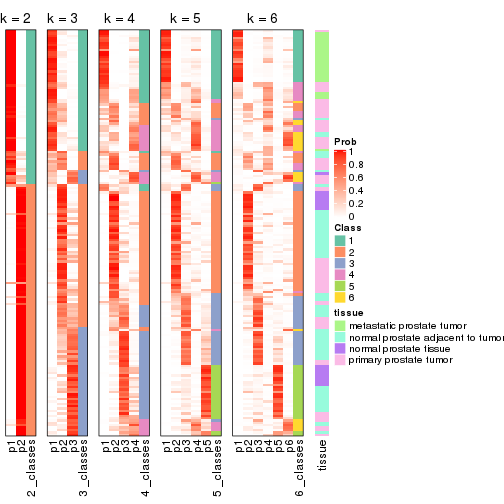 k = 2
k = 3
k = 4
k = 5
k = 6
Prob
1
0.8
0.6
0.4
0.2
0
Class
1
2
3
4
5
6
tissue
metastatic prostate tumor
normal prostate adjacent to tumor
normal prostate tissue
primary prostate tumor
p1
p2
2_classes
p1
p2
p3
3_classes
p1
p2
p3
p4
4_classes
p1
p2
p3
p4
p5
5_classes
p1
p2
p3
p4
p5
p6
6_classes
tissue